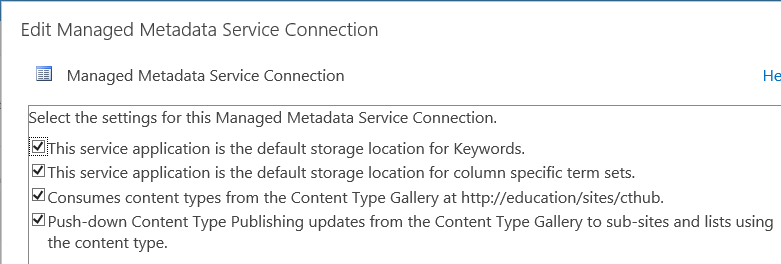 Edit Managed Metadata Service Connection
Managed Metadata Service Connection
He
Select the settings for this Managed Metadata Service Connection.
This service application is the default storage location for Keywords.
This service application is the default storage location for column specific term sets.
Consumes content types from the Content Type Gallery at http://education/sites/cthub.
Push-down Content Type Publishing updates from the Content Type Gallery to sub-sites and lists using
the content type.